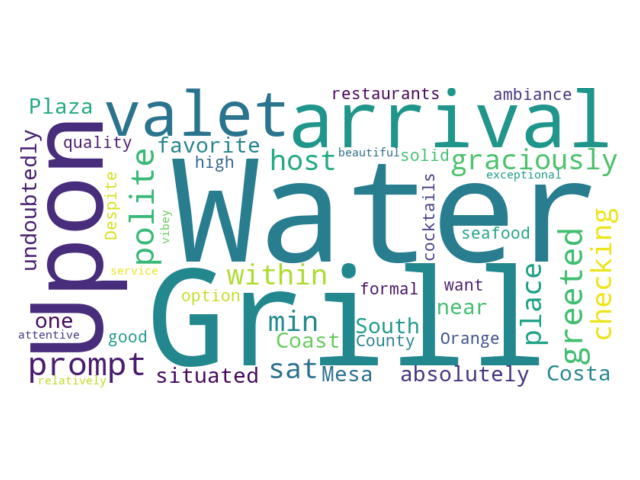 restaurants
ambiance
Plaza
valet
arrival
Upon
undoubtedly
quality
favorite
beautiful
solid
host
graciously
high
polite
Despite
vibey
Water
cocktails
exceptional
seafood
service
within
Grill
option
formal
want
near
place
greeted
checking
one
attentive
good
min
South
Coast
County
Orange
prompt
relatively
situated
sat
Mesa
absolutely
Costa